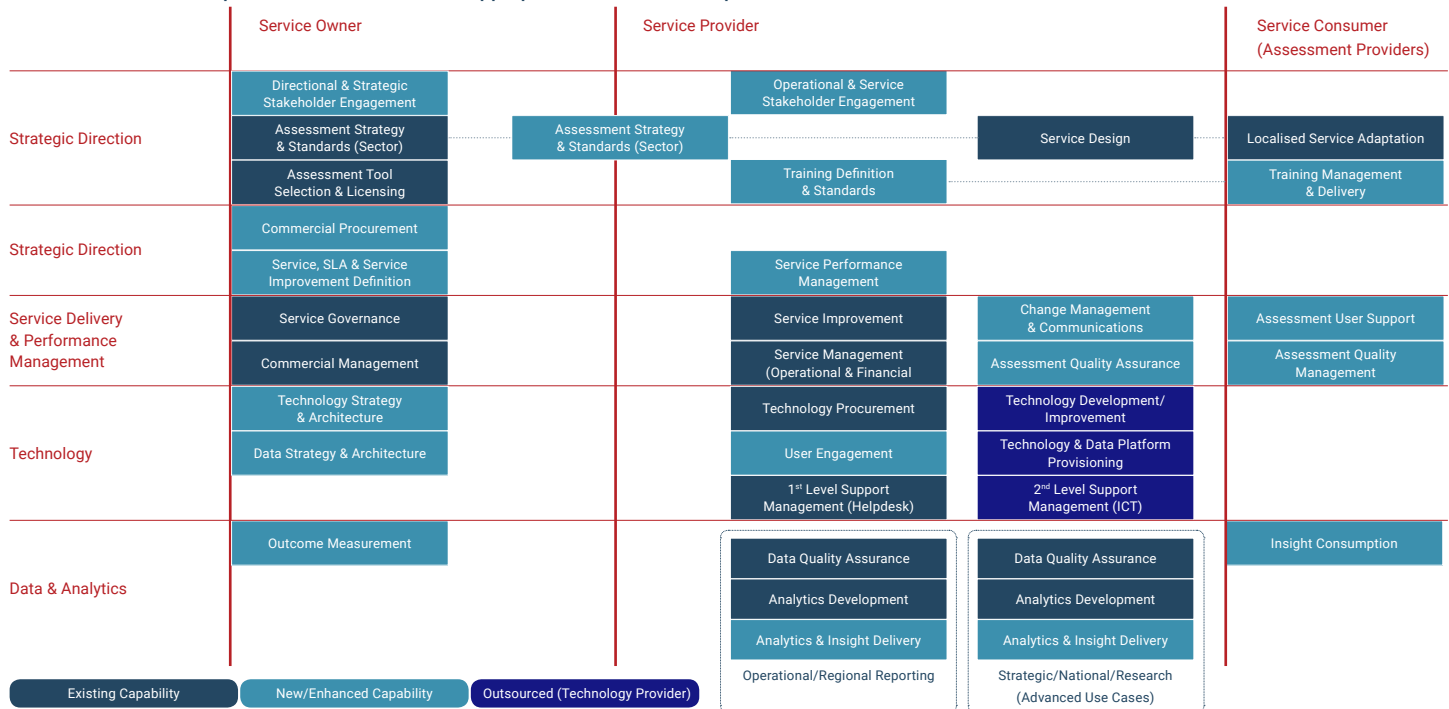 Service Owner
Service Provider
Service Consumer
(Assessment Providers)
Strategic Direction
Directional & Strategic
Stakeholder Engagement
Operational & Service
Stakeholder Engagement
Assessment Strategy
& Standards (Sector)
Assessment Strategy
& Standards (Sector)
Service Design
Localised Service Adaptation
Assessment Tool
Selection & Licensing
Training Definition
& Standards
Training Management
& Delivery
Strategic Direction
Commercial Procurement
Service, SLA & Service
Improvement Definition
Service Performance
Management
Service Delivery
& Performance
Management
Service Governance
Service Improvement
Change Management
& Communications
Assessment User Support
Commercial Management
Service Management
(Operational & Financial
Assessment Quality Assurance
Assessment Quality
Management
Technology
Technology Strategy
& Architecture
Technology Procurement
Technology Development/
Improvement
Data Strategy & Architecture
User Engagement
Technology & Data Platform
Provisioning
1st Level Support
Management (Helpdesk)
2nd Level Support
Management (ICT)
Data & Analytics
Outcome Measurement
Data Quality Assurance
Data Quality Assurance
Insight Consumption
Analytics Development
Analytics Development
Analytics & Insight Delivery
Analytics & Insight Delivery
Operational/Regional Reporting
Strategic/National/Research
(Advanced Use Cases)
Existing Capability
New/Enhanced Capability
Outsourced (Technology Provider)